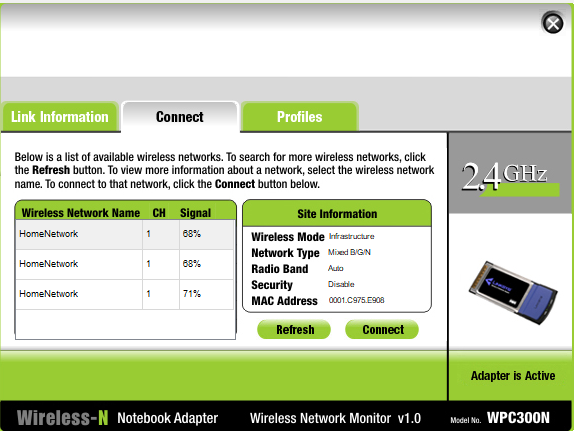 Link Information
Connect
Profiles
Below is a list of available wireless networks. To search for more wireless networks, click
the Refresh button. To view more information about a network, select the wireless network
name. To connect to that network, click the Connect button below.
2.4GHz
Wireless Network Name CH Signal
HomeNetwork 1 68%
HomeNetwork 1 68%
HomeNetwork 1 71%
Site Information
Wireless Mode Infrastructure
Network Type Mixed B/G/N
Radio Band Auto
Security Disable
MAC Address 0001.C975.E908
Refresh
Connect
Adapter is Active
Wireless-N Notebook Adapter Wireless Network Monitor v1.0 Model No. WPC300N